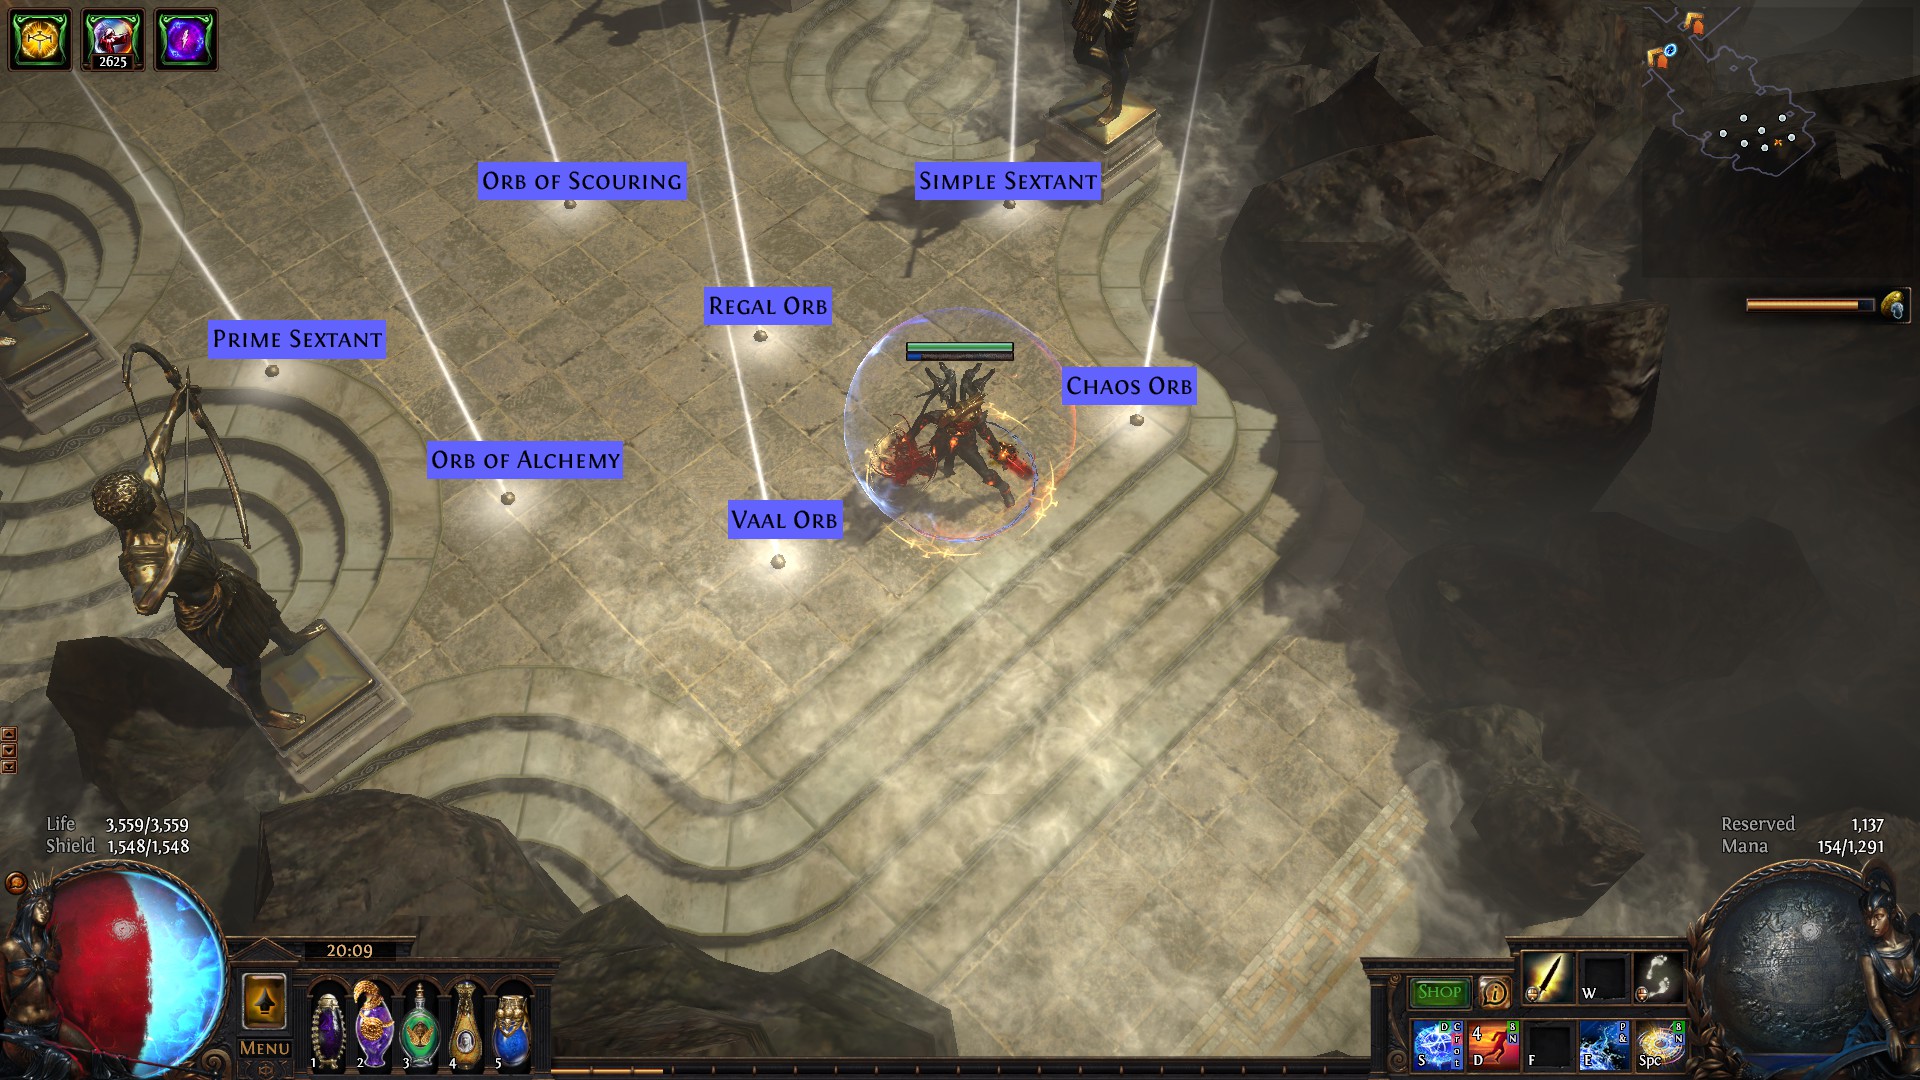 2625
Orb of Scouring
Simple Sextant
Regal Orb
Prime Sextant
Chaos Orb
Orb of Alchemy
Vaal Orb
Life 3,559/3,559
Shield 1,548/1,548
Reserved 1,137
Mana 154/1,291
20:09
Menu
1 2 3 4 5
Shop
W
S 4 D F E Spc